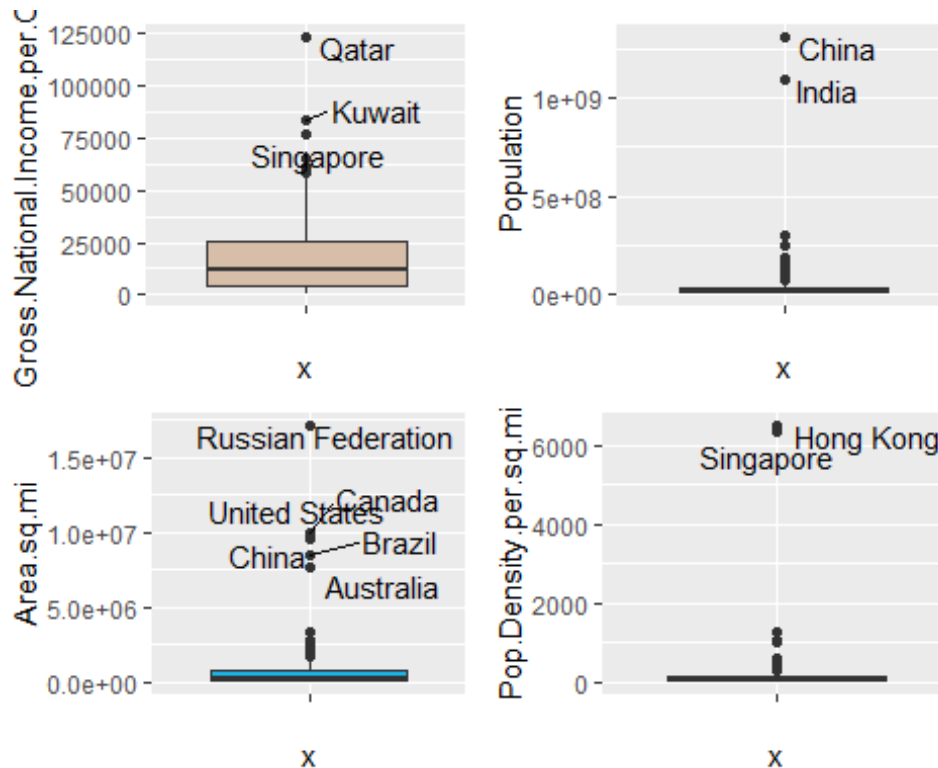 Gross.National.Income.per.C
125000
100000
75000
50000
25000
0
Qatar
Kuwait
Singapore
x
Population
1e+09
5e+08
0e+00
China
India
x
Area.sq.mi
1.5e+07
1.0e+07
5.0e+06
0.0e+00
Russian Federation
Canada
United States
Brazil
China
Australia
x
Pop.Density.per.sq.mi
6000
4000
2000
0
Hong Kong
Singapore
x